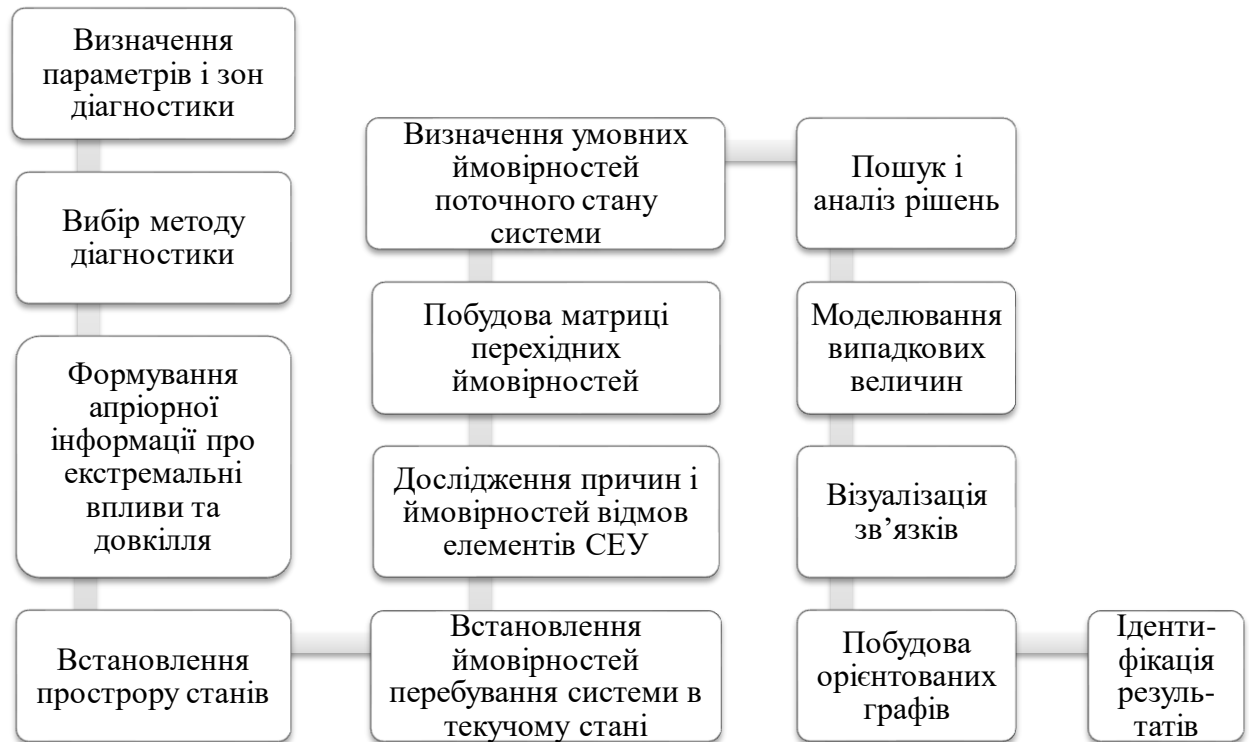 Визначення
параметрів і зон
діагностики
Вибір методу
діагностики
Формування
апріорної
інформації про
екстремальні
впливи та
довкілля
Встановлення
прострору станів
Встановлення
ймовірностей
перебування системи в
текучому стані
Дослідження причин і
ймовірностей відмов
елементів СЕУ
Побудова матриці
перехідних
ймовірностей
Визначення умовних
ймовірностей
поточного стану
системи
Пошук і
аналіз рішень
Моделювання
випадкових
величин
Візуалізація
зв’язків
Побудова
орієнтованих
графів
Іденти-
фікація
резуль-
татів